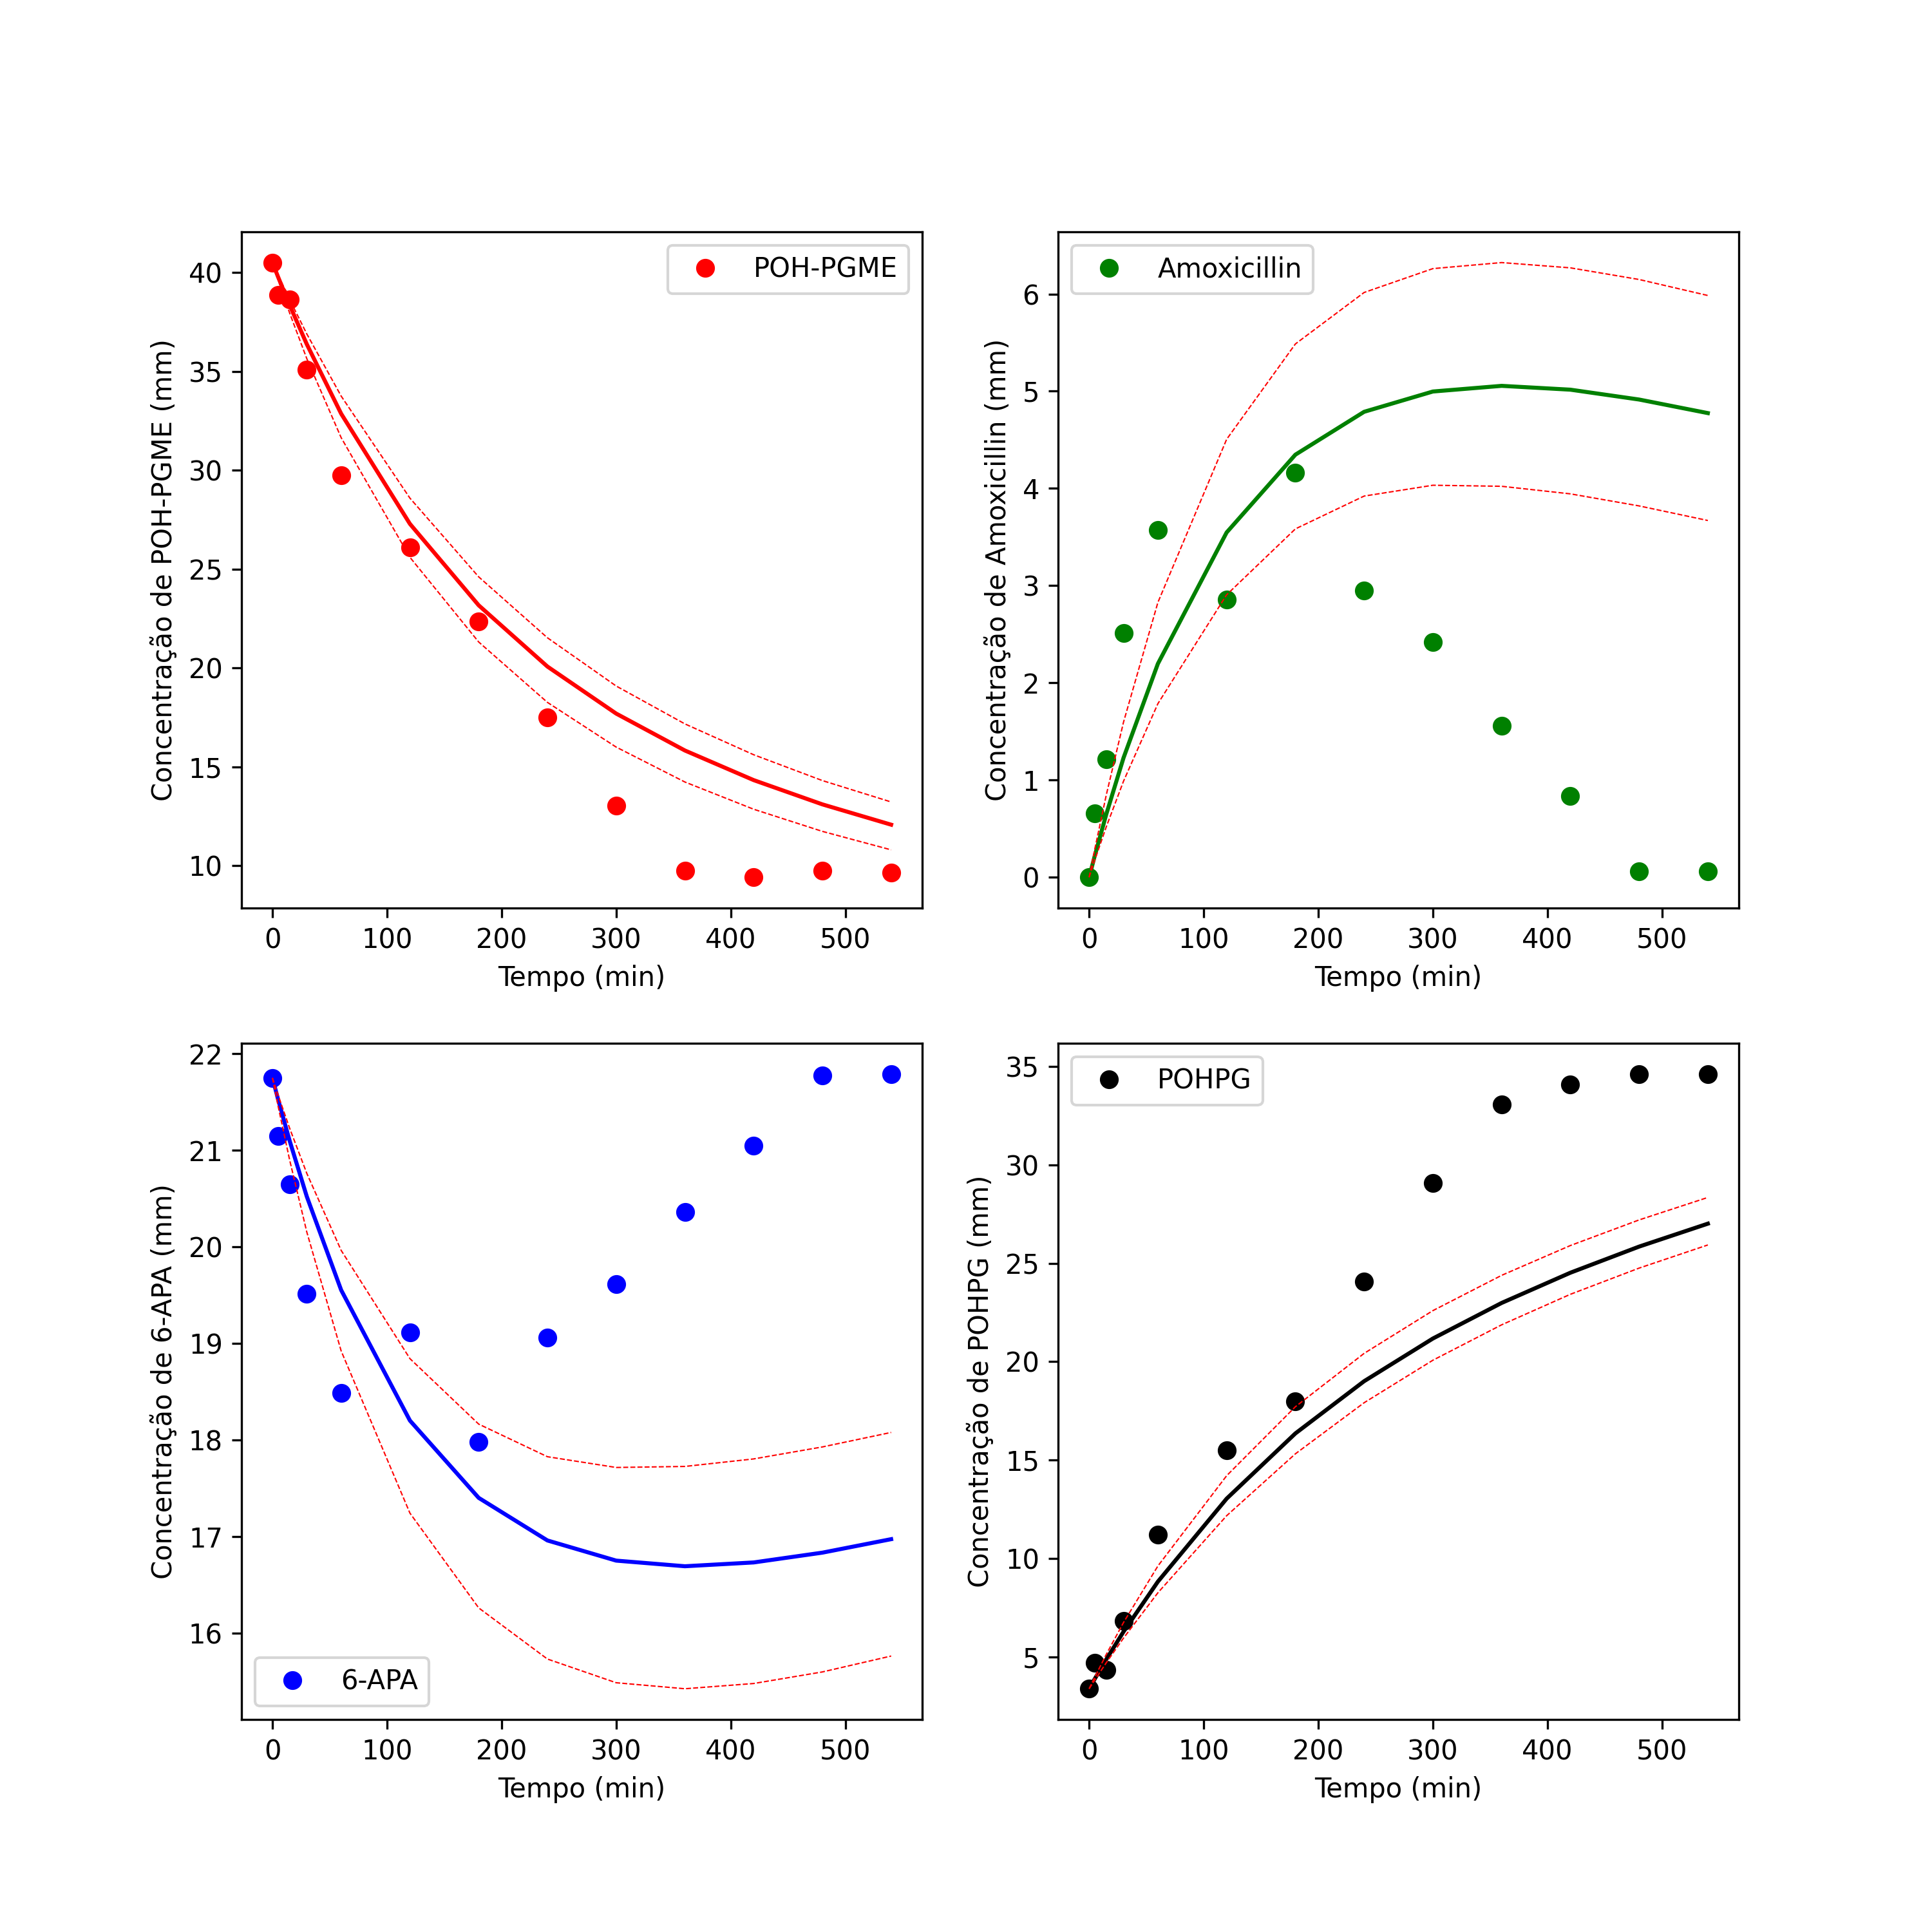 POH-PGME
40
35
30
25
20
15
10
Concentração de POH-PGME (mm)
0 100 200 300 400 500
Tempo (min)
Amoxicillin
6
5
4
3
2
1
0
Concentração de Amoxicillin (mm)
0 100 200 300 400 500
Tempo (min)
22
21
20
19
18
17
16
Concentração de 6-APA (mm)
6-APA
0 100 200 300 400 500
Tempo (min)
POHPG
35
30
25
20
15
10
5
Concentração de POHPG (mm)
0 100 200 300 400 500
Tempo (min)